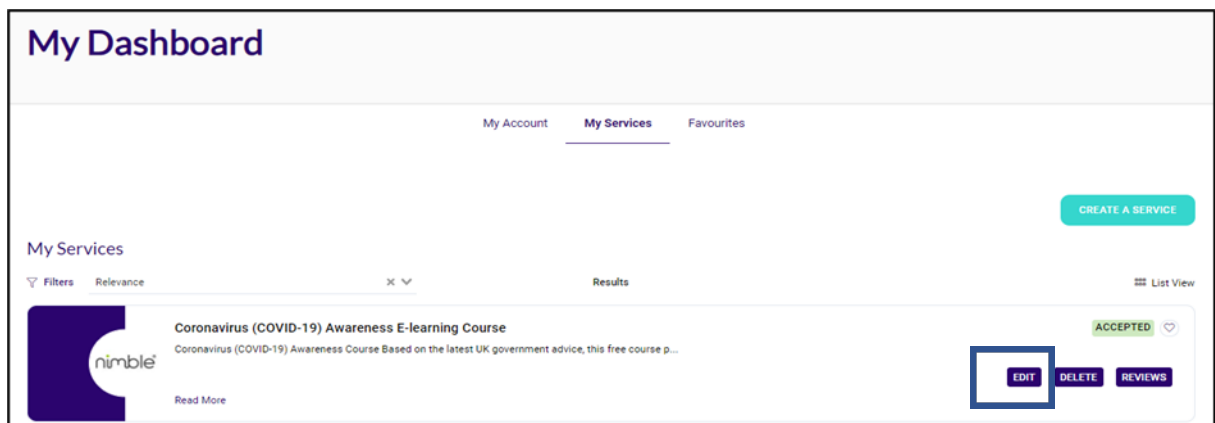 My Dashboard
My Account My Services Favourites
CREATE A SERVICE
My Services
Filters Relevance Results List View
Coronavirus (COVID-19) Awareness E-learning Course ACCEPTED
Coronavirus (COVID-19) Awareness Course Based on the latest UK government advice, this free course p...
nimble
EDIT DELETE REVIEWS
Read More